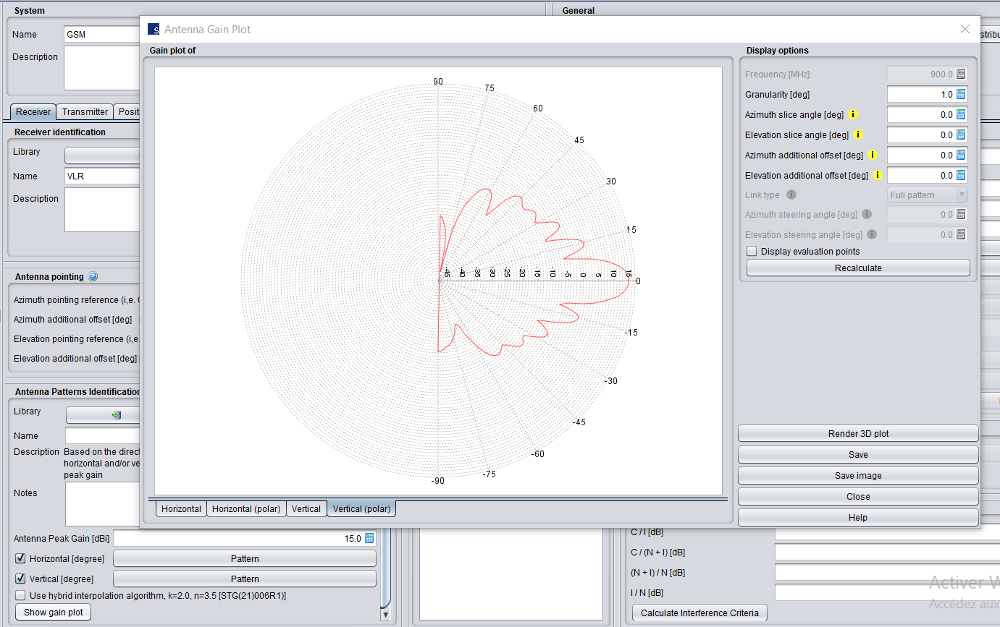 System
General
Antenna Gain Plot
Name
GSM
Description
Gain plot of
Display options
90
75
60
45
30
15
0
-15
-30
-45
-60
-75
-90
-45
-40
-35
-30
-25
-20
-15
-10
-5
0
5
10
15
Frequency [MHz]
900.0
Granularity [deg]
1.0
Azimuth slice angle [deg]
0.0
Elevation slice angle [deg]
0.0
Azimuth additional offset [deg]
0.0
Elevation additional offset [deg]
0.0
Link type
Full pattern
Azimuth steering angle [deg]
0.0
Elevation steering angle [deg]
0.0
Display evaluation points
Recalculate
Render 3D plot
Save
Save image
Close
Help
Horizontal
Horizontal (polar)
Vertical
Vertical (polar)
Receiver
Transmitter
Posit
Receiver identification
Library
Name
VLR
Description
Antenna pointing
Azimuth pointing reference (i,e. 0
Azimuth additional offset [deg]
Elevation pointing reference (i,e.
Elevation additional offset [deg]
Antenna Patterns Identification
Library
Name
Description
Based on the direct
horizontal and/or ve
peak gain
Notes
Antenna Peak Gain [dBi]
15.0
Horizontal [degree]
Pattern
Vertical [degree]
Pattern
Use hybrid interpolation algorithm, k=2.0, n=3.5 [STG(21)006R1)]
Show gain plot
stribu
C / I [dB]
C / (N + I) [dB]
(N + I) / N [dB]
I / N [dB]
Calculate Interference Criteria
Activer W
Accédez aux